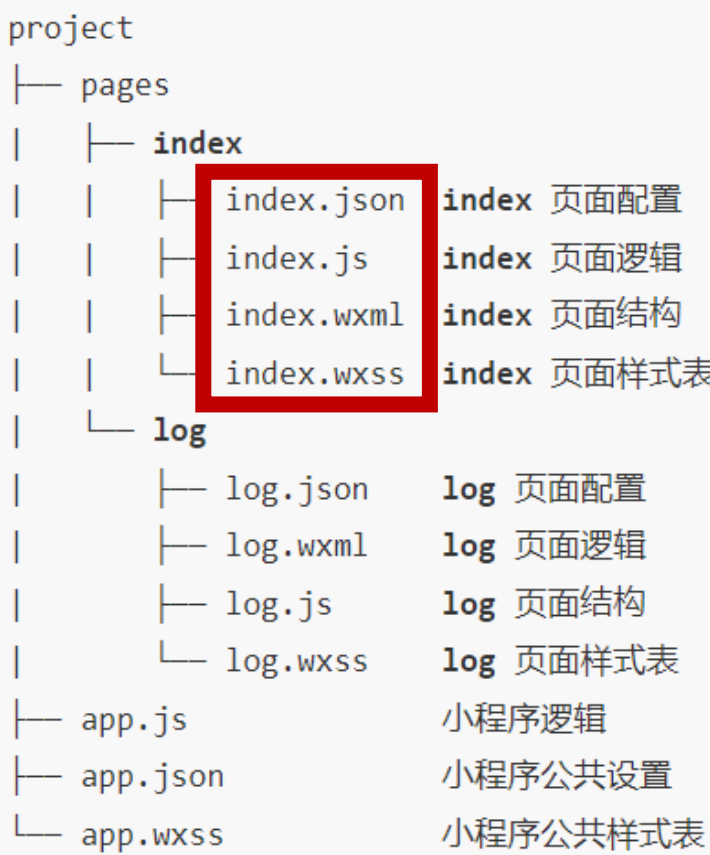 project
├── pages
│   ├── index
│   │   ├── index.json  index 页面配置
│   │   ├── index.js    index 页面逻辑
│   │   ├── index.wxml  index 页面结构
│   │   └── index.wxss  index 页面样式表
│   └── log
│       ├── log.json    log 页面配置
│       ├── log.wxml    log 页面逻辑
│       ├── log.js      log 页面结构
│       └── log.wxss    log 页面样式表
├── app.js              小程序逻辑
├── app.json            小程序公共设置
└── app.wxss            小程序公共样式表